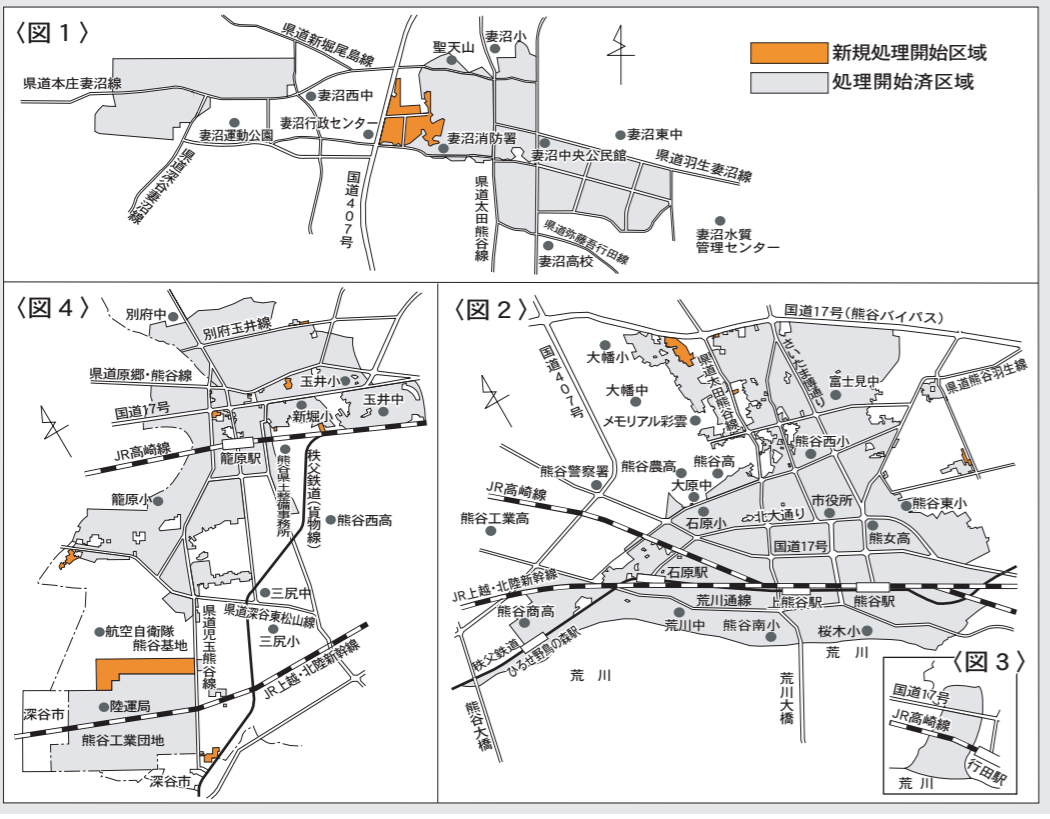 〈図1〉
県道新堀尾島線
聖天山
妻沼小
新規処理開始区域
処理開始済区域
県道本庄妻沼線
妻沼西中
妻沼運動公園
妻沼行政センター
妻沼消防署
妻沼東中
妻沼中央公民館
県道羽生妻沼線
県道深谷妻沼線
国道407号
県道太田熊谷線
県道弥藤吾行田線
妻沼高校
妻沼水質
管理センター
〈図4〉
別府中
別府玉井線
県道原郷・熊谷線
玉井小
国道17号
新堀小
玉井中
JR高崎線
籠原駅
熊谷県土整備事務所
秩父鉄道(貨物線)
籠原小
熊谷西高
三尻中
県道深谷東松山線
三尻小
県道児玉熊谷線
航空自衛隊
熊谷基地
JR上越・北陸新幹線
陸運局
深谷市
熊谷工業団地
深谷市
〈図2〉
国道17号(熊谷バイパス)
国道407号
大幡小
県道太田熊谷線
さいたま博通り
大幡中
富士見中
県道熊谷羽生線
メモリアル彩雲
熊谷西小
熊谷警察署
熊谷農高
熊谷高
JR高崎線
大原中
市役所
熊谷東小
熊谷工業高
石原小
北大通り
熊女高
国道17号
石原駅
JR上越・北陸新幹線
荒川通線
上熊谷駅
熊谷駅
熊谷商高
荒川中
熊谷南小
桜木小
秩父鉄道
ひろせ野鳥の森駅
荒川
荒川
熊谷大橋
荒川大橋
〈図3〉
国道17号
JR高崎線
行田駅
荒川